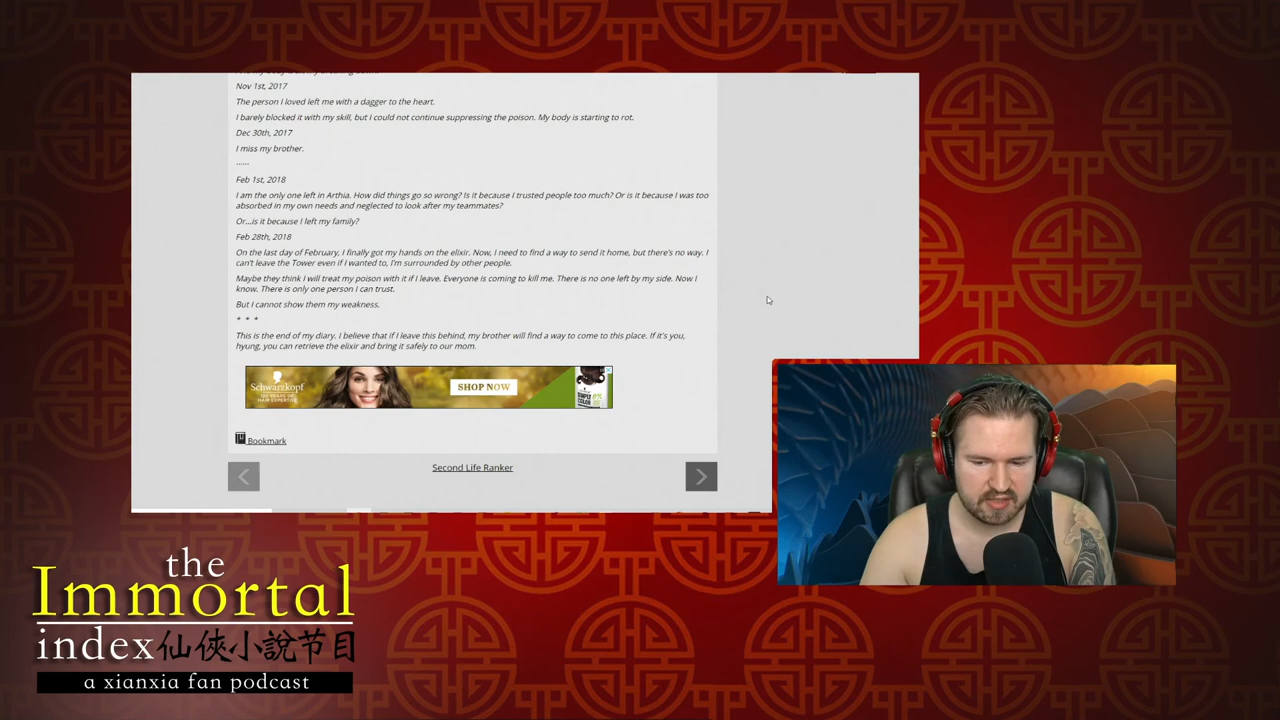 Nov 1st, 2017
The person I loved left me with a dagger to the heart.
I barely blocked it with my skill, but I could not continue suppressing the poison. My body is starting to rot.
Dec 30th, 2017
I miss my brother.
......
Feb 1st, 2018
I am the only one left in Arthia. How did things go so wrong? Is it because I trusted people too much? Or is it because I was too
absorbed in my own needs and neglected to look after my teammates?
Or...is it because I left my family?
Feb 28th, 2018
On the last day of February, I finally got my hands on the elixir. Now, I need to find a way to send it home, but there's no way. I
can't leave the Tower even if I wanted to, I'm surrounded by other people.
Maybe they think I will treat my poison with it if I leave. Everyone is coming to kill me. There is no one left by my side. Now I
know. There is only one person I can trust.
But I cannot show them my weakness.
* * *
This is the end of my diary. I believe that if I leave this behind, my brother will find a way to come to this place. If it's you,
hyung, you can retrieve the elixir and bring it safely to our mom.
Schwarzkopf
SHOP NOW
Bookmark
Second Life Ranker
the
Immortal
index仙俠小說节目
a xianxia fan podcast